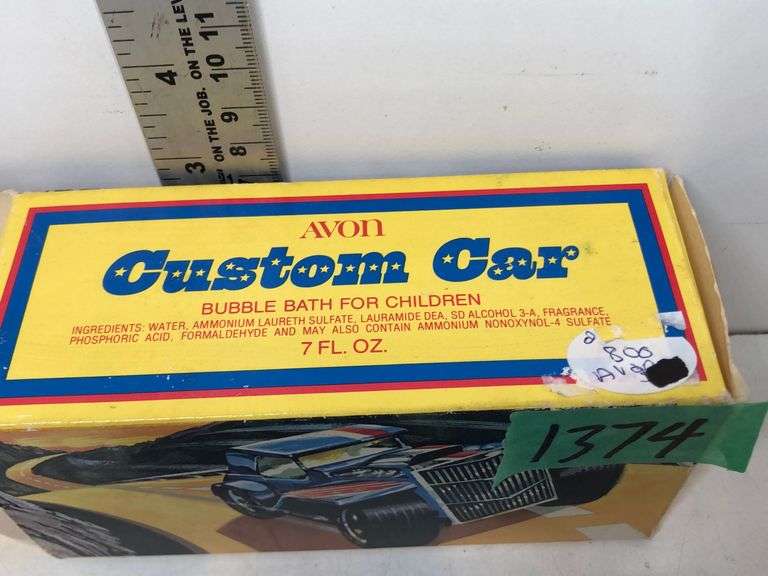 4
11
10
9
8
3
ON THE JOB. ON THE LEV
AVON
Custom Car
BUBBLE BATH FOR CHILDREN
INGREDIENTS: WATER, AMMONIUM LAURETH SULFATE, LAURAMIDE DEA, SD ALCOHOL 3-A, FRAGRANCE,
PHOSPHORIC ACID, FORMALDEHYDE AND MAY ALSO CONTAIN AMMONIUM NONOXYNOL-4 SULFATE
7 FL. OZ.
800
1374